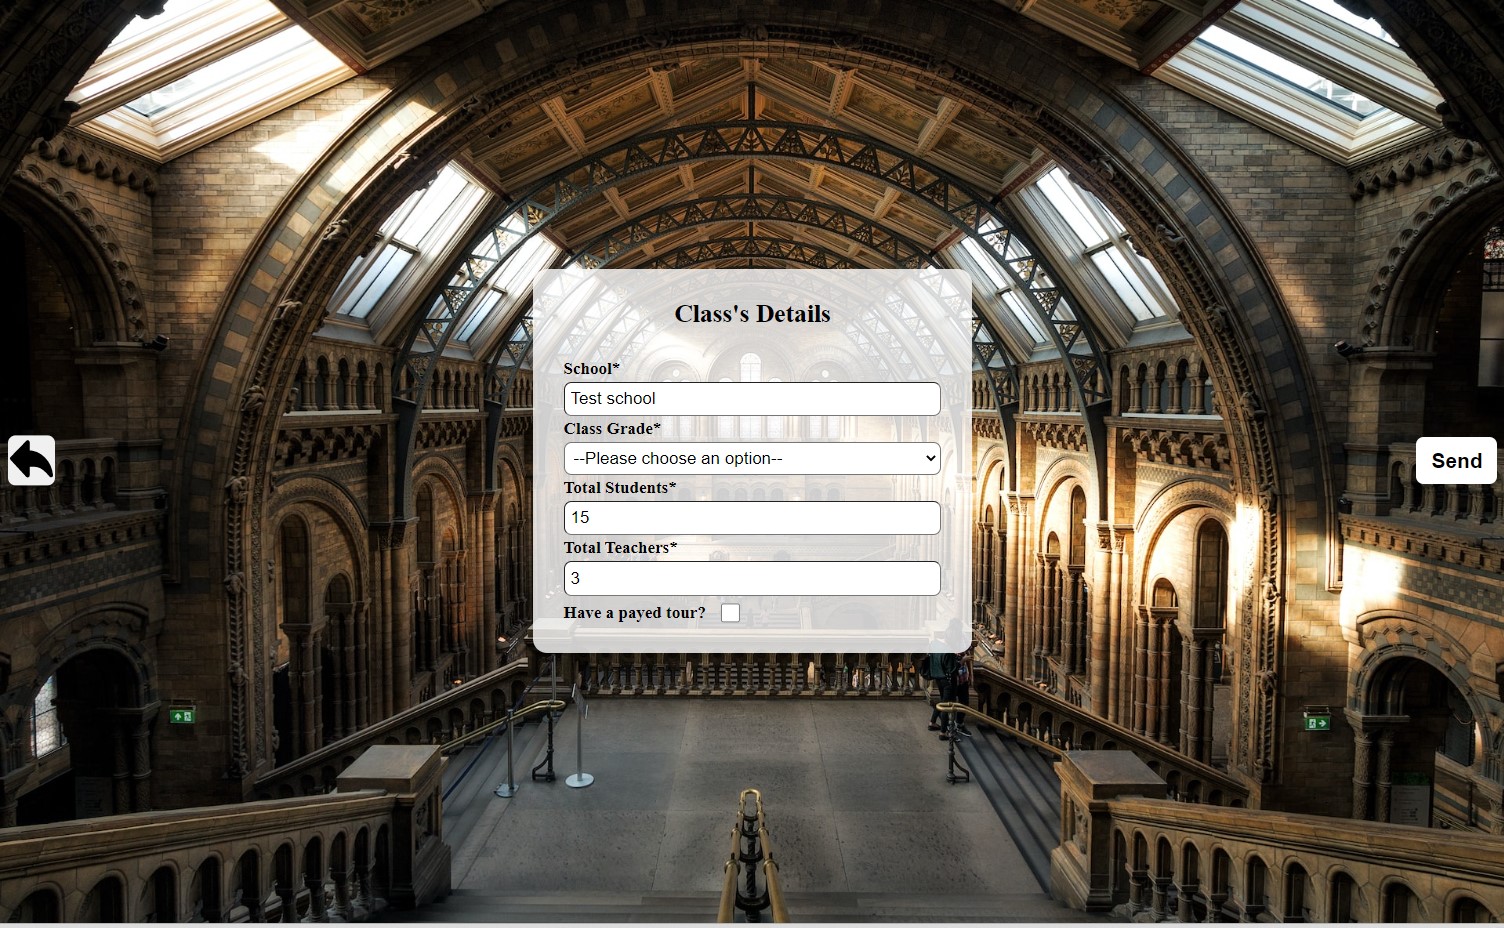 Class's Details
School*
Test school
Class Grade*
--Please choose an option--
Total Students*
15
Total Teachers*
3
Have a payed tour?
Send